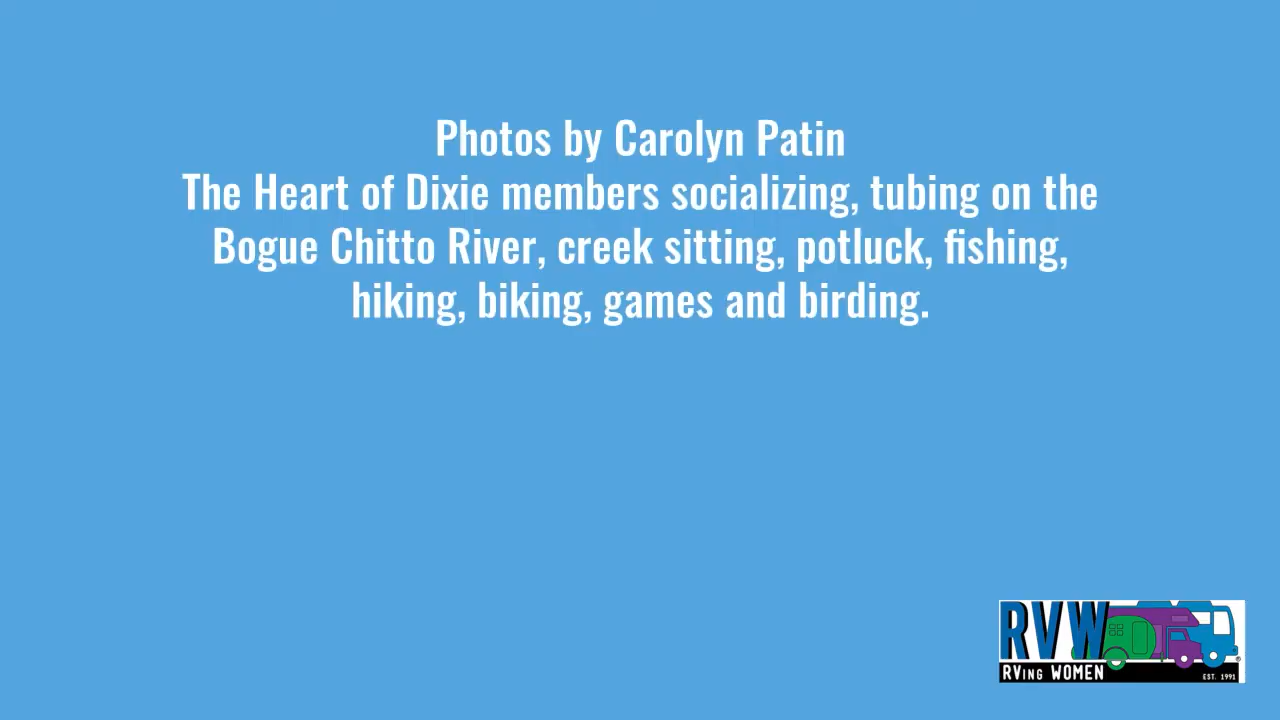 Photos by Carolyn Patin
The Heart of Dixie members socializing, tubing on the
Bogue Chitto River, creek sitting, potluck, fishing,
hiking, biking, games and birding.
RVW
RVING WOMEN
EST. 1991